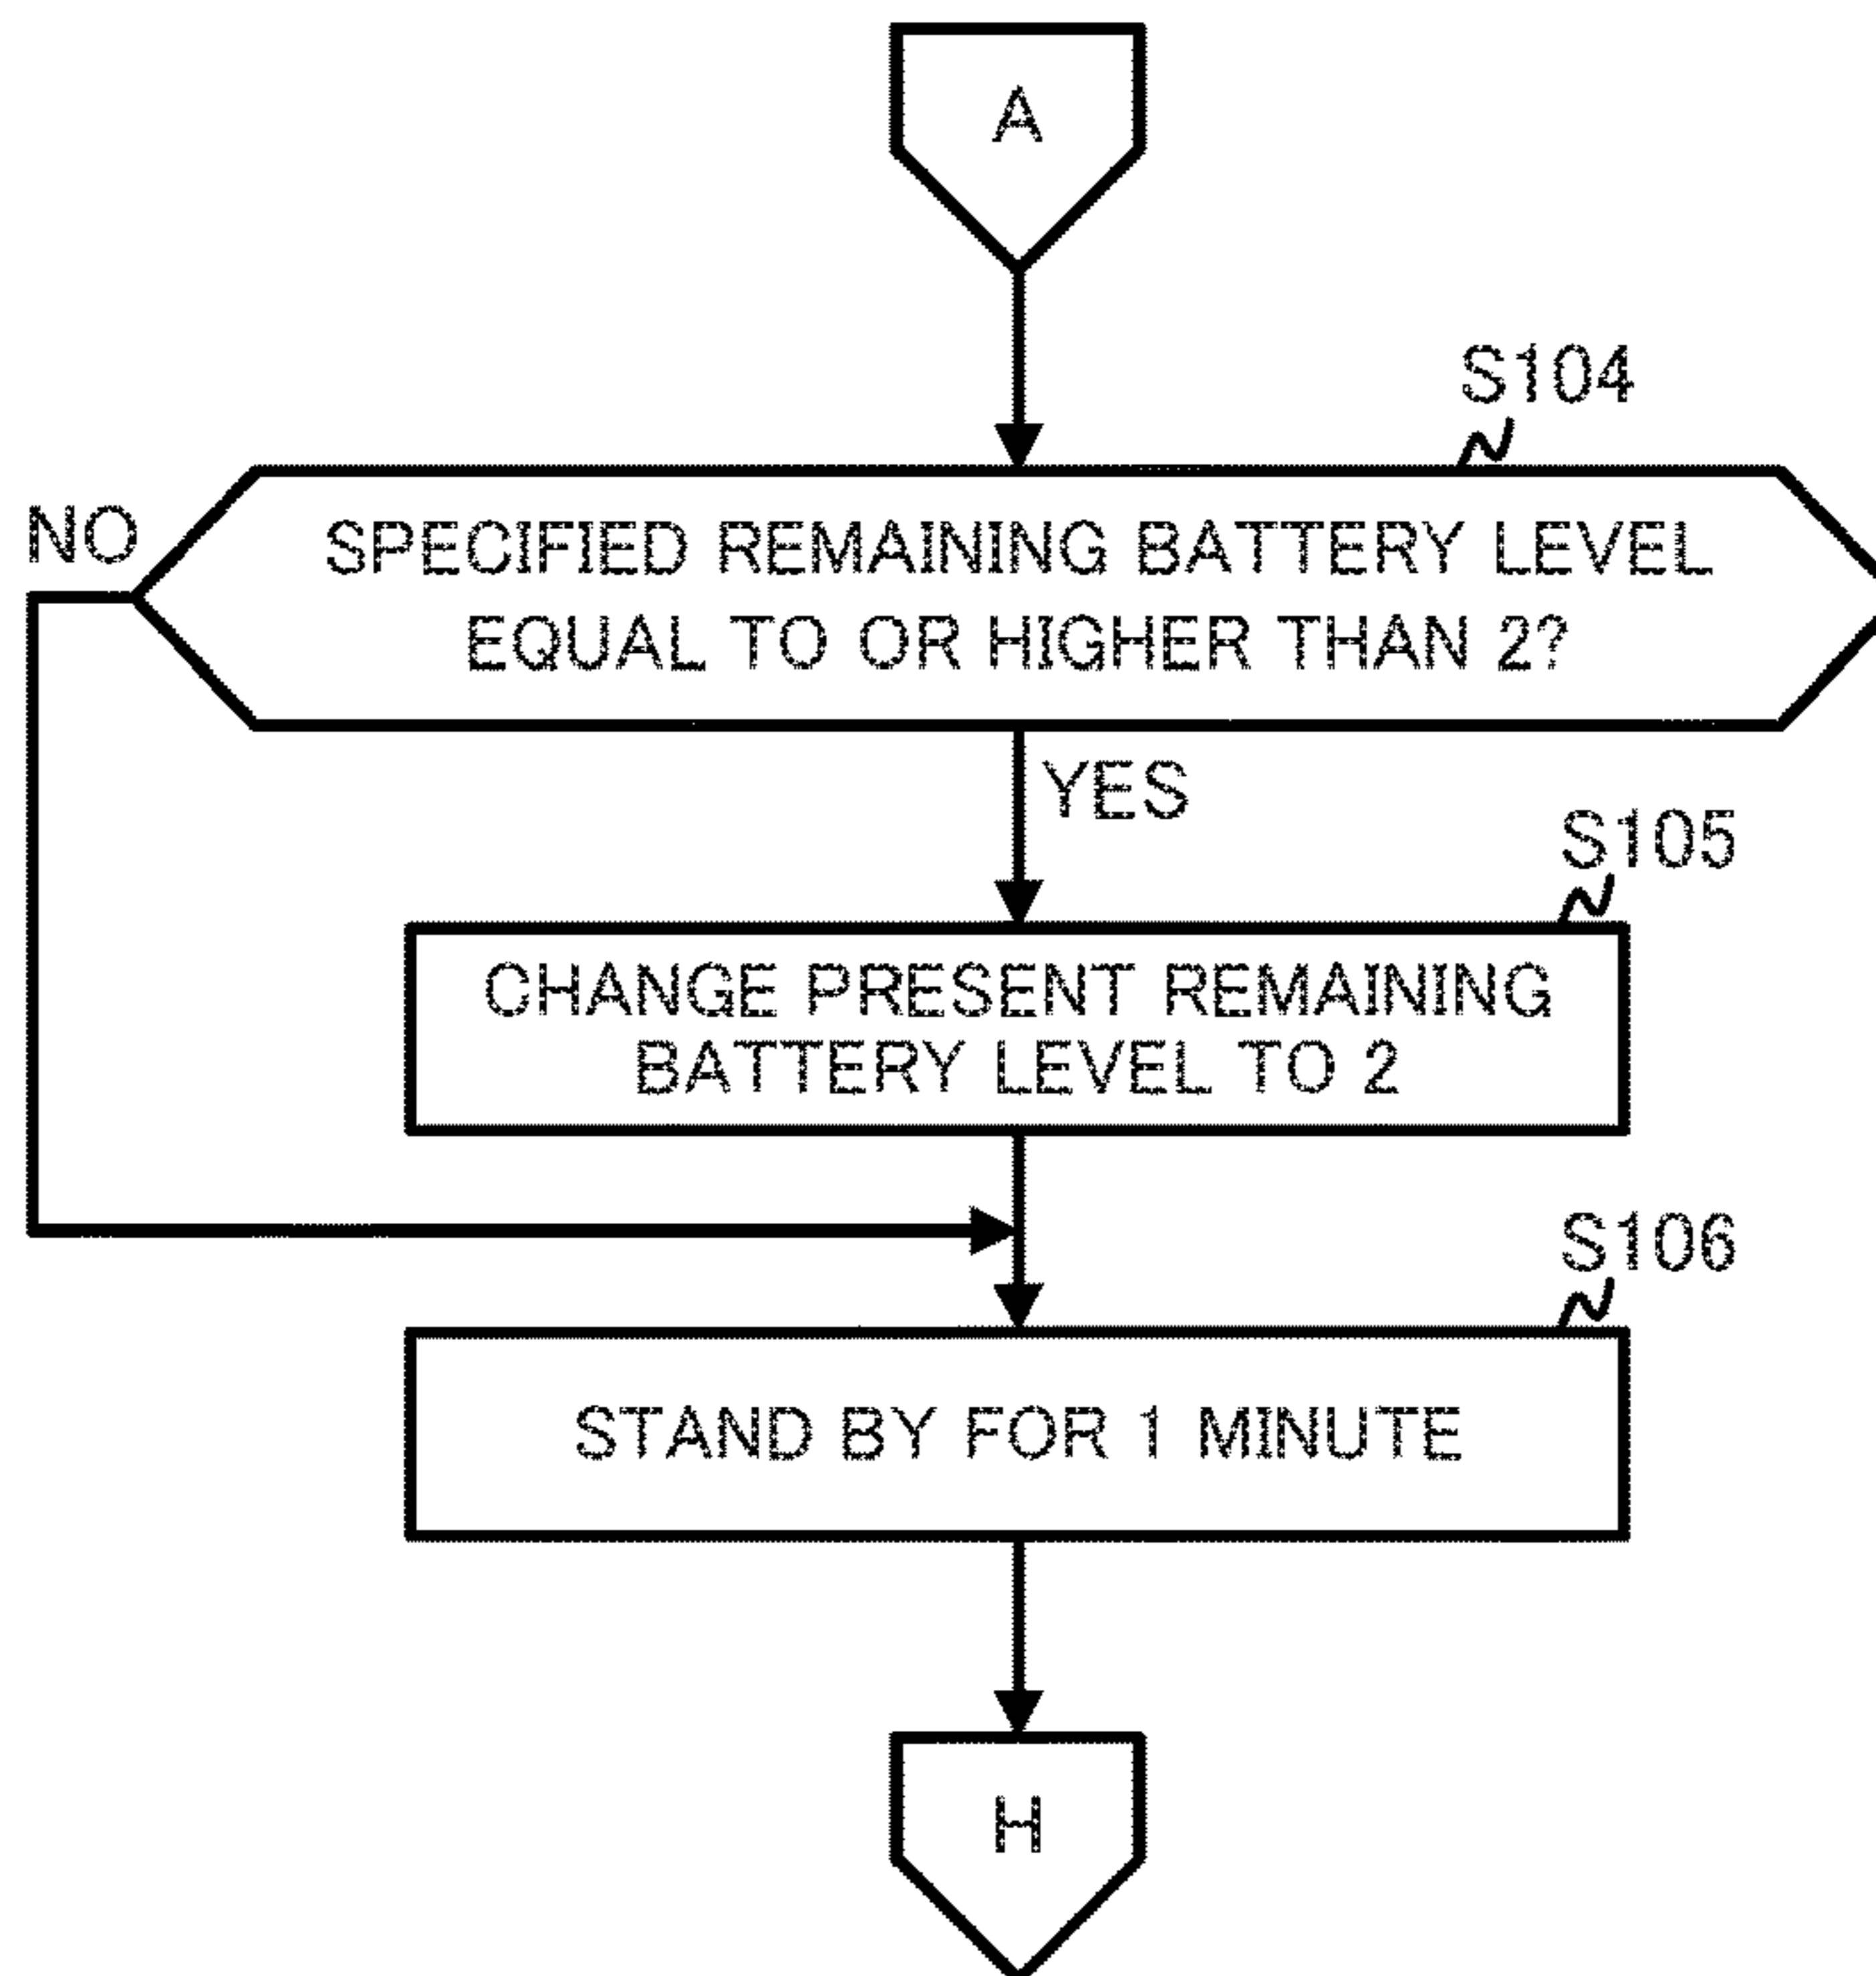 A
S104
NO
SPECIFIED REMAINING BATTERY LEVEL
EQUAL TO OR HIGHER THAN 2?
YES
S105
CHANGE PRESENT REMAINING
BATTERY LEVEL TO 2
S106
STAND BY FOR 1 MINUTE
H